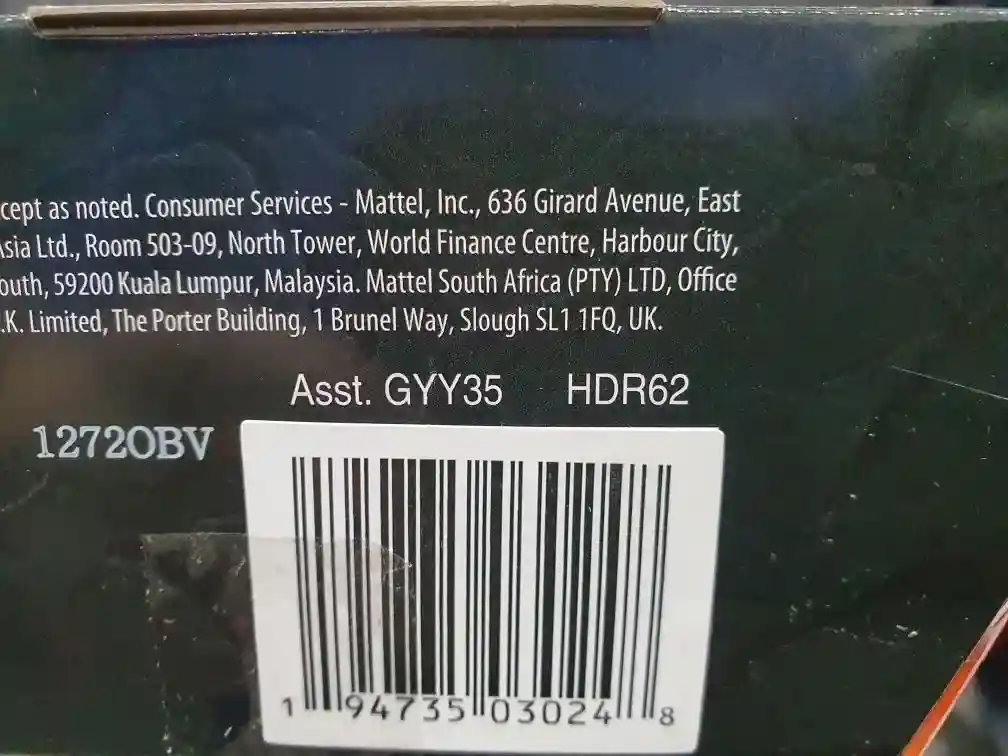 cept as noted. Consumer Services - Mattel, Inc., 636 Girard Avenue, East
Asia Ltd., Room 503-09, North Tower, World Finance Centre, Harbour City,
outh, 59200 Kuala Lumpur, Malaysia. Mattel South Africa (PTY) LTD, Office
.K. Limited, The Porter Building, 1 Brunel Way, Slough SL1 1FQ, UK.
Asst. GYY35 HDR62
1272OBV
1 94735 03024 8